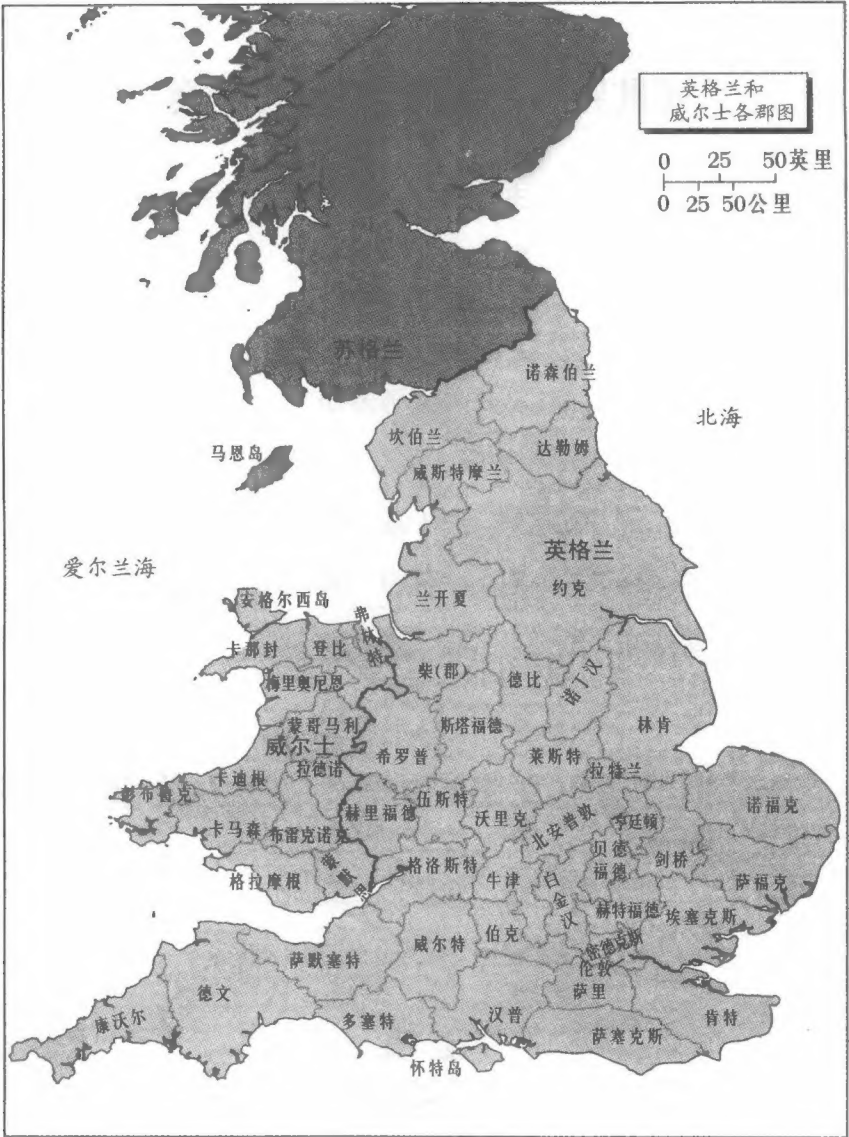 英格兰和
威尔士各郡图
0 25 50英里
0 25 50公里
苏格兰
诺森伯兰
北海
坎伯兰
达勒姆
马恩岛
威斯特摩兰
英格兰
爱尔兰海
兰开夏
约克
安格尔西岛
弗林特
卡那封
登比
柴(郡)
德比
诺丁汉
梅里奥尼思
蒙哥马利
斯塔福德
林肯
威尔士
希罗普
莱斯特
拉德诺
拉特兰
卡迪根
彭布鲁克
赫里福德
伍斯特
沃里克
北安普敦
亨廷顿
诺福克
卡马森
布雷克诺克
贝德
福德
剑桥
格拉摩根
格洛斯特
牛津
白金汉
萨福克
赫特福德
埃塞克斯
萨默塞特
威尔特
伯克
密德克斯
伦敦
德文
萨里
康沃尔
多塞特
汉普
肯特
萨塞克斯
怀特岛